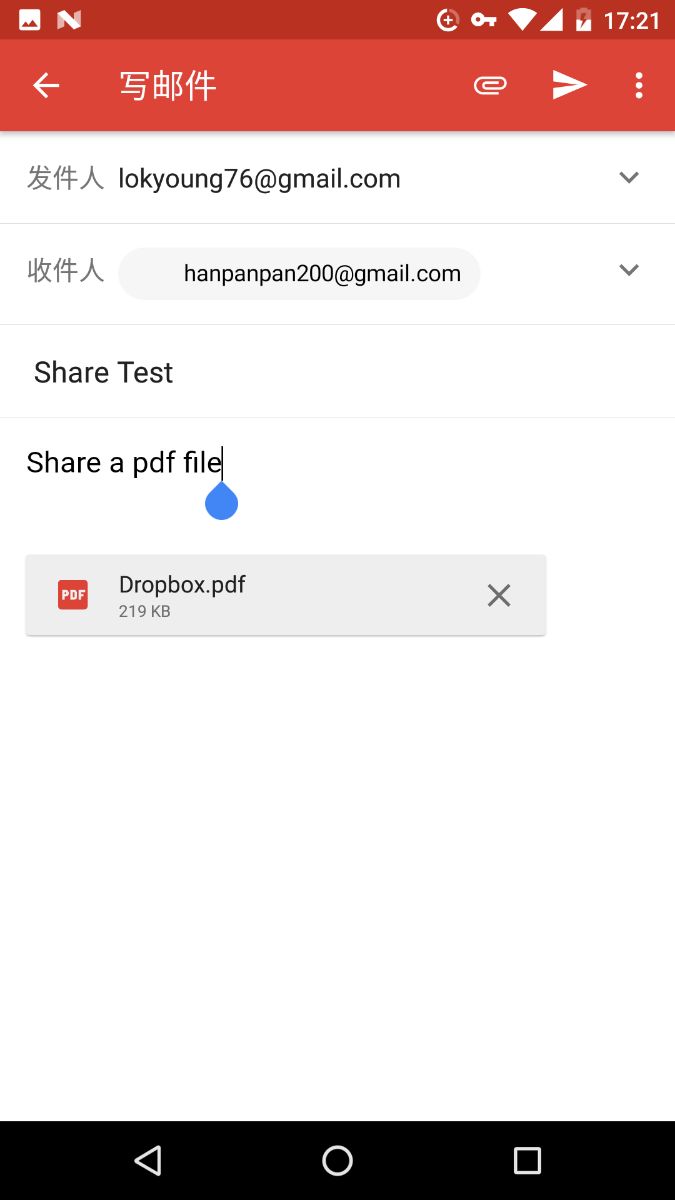 17:21
写邮件
发件人 lokyoung76@gmail.com
收件人 hanpanpan200@gmail.com
Share Test
Share a pdf file
PDF Dropbox.pdf
219 KB